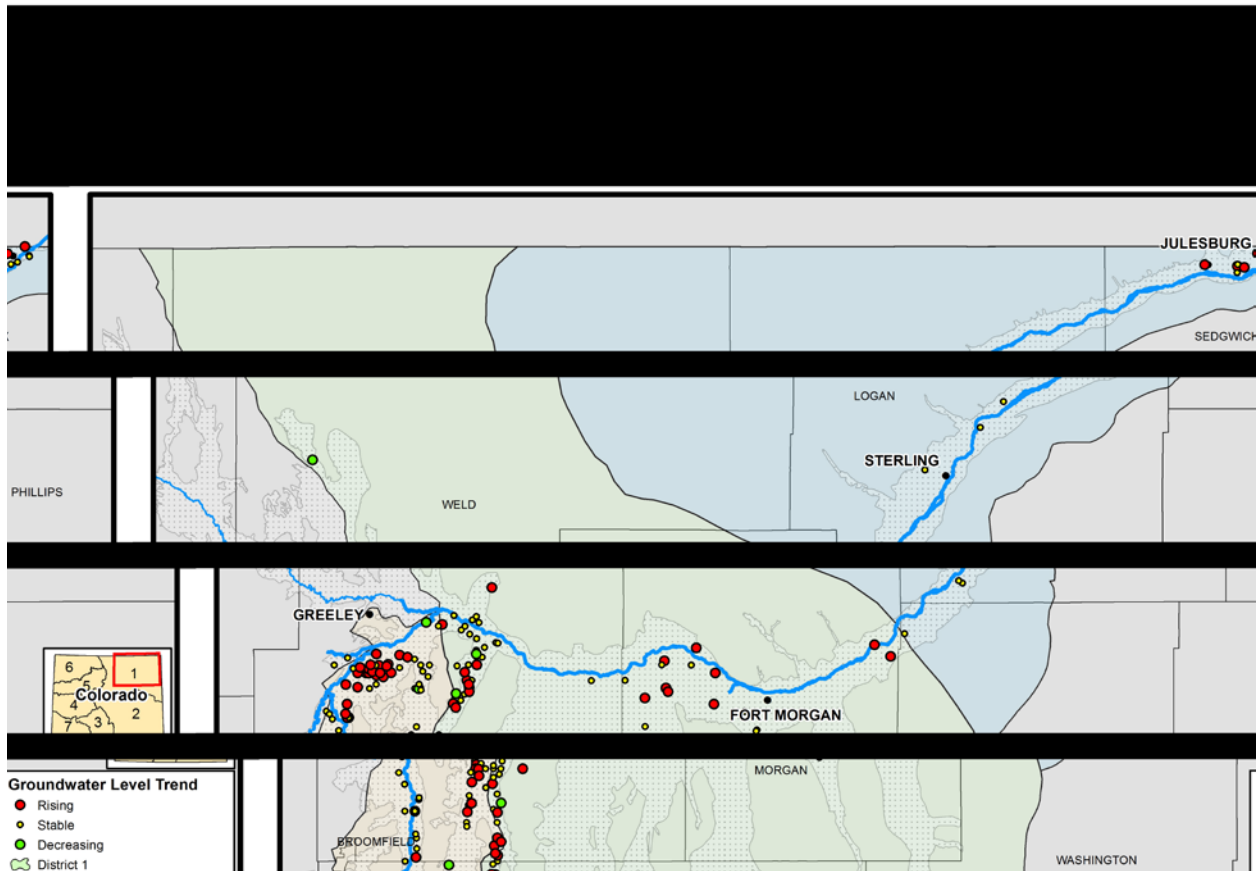 JULESBURG
SEDGWICK
LOGAN
STERLING
PHILLIPS
WELD
GREELEY
6
1
5
Colorado
4
2
3
7
FORT MORGAN
Groundwater Level Trend
Rising
Stable
Decreasing
District 1
MORGAN
BROOMFIELD
WASHINGTON